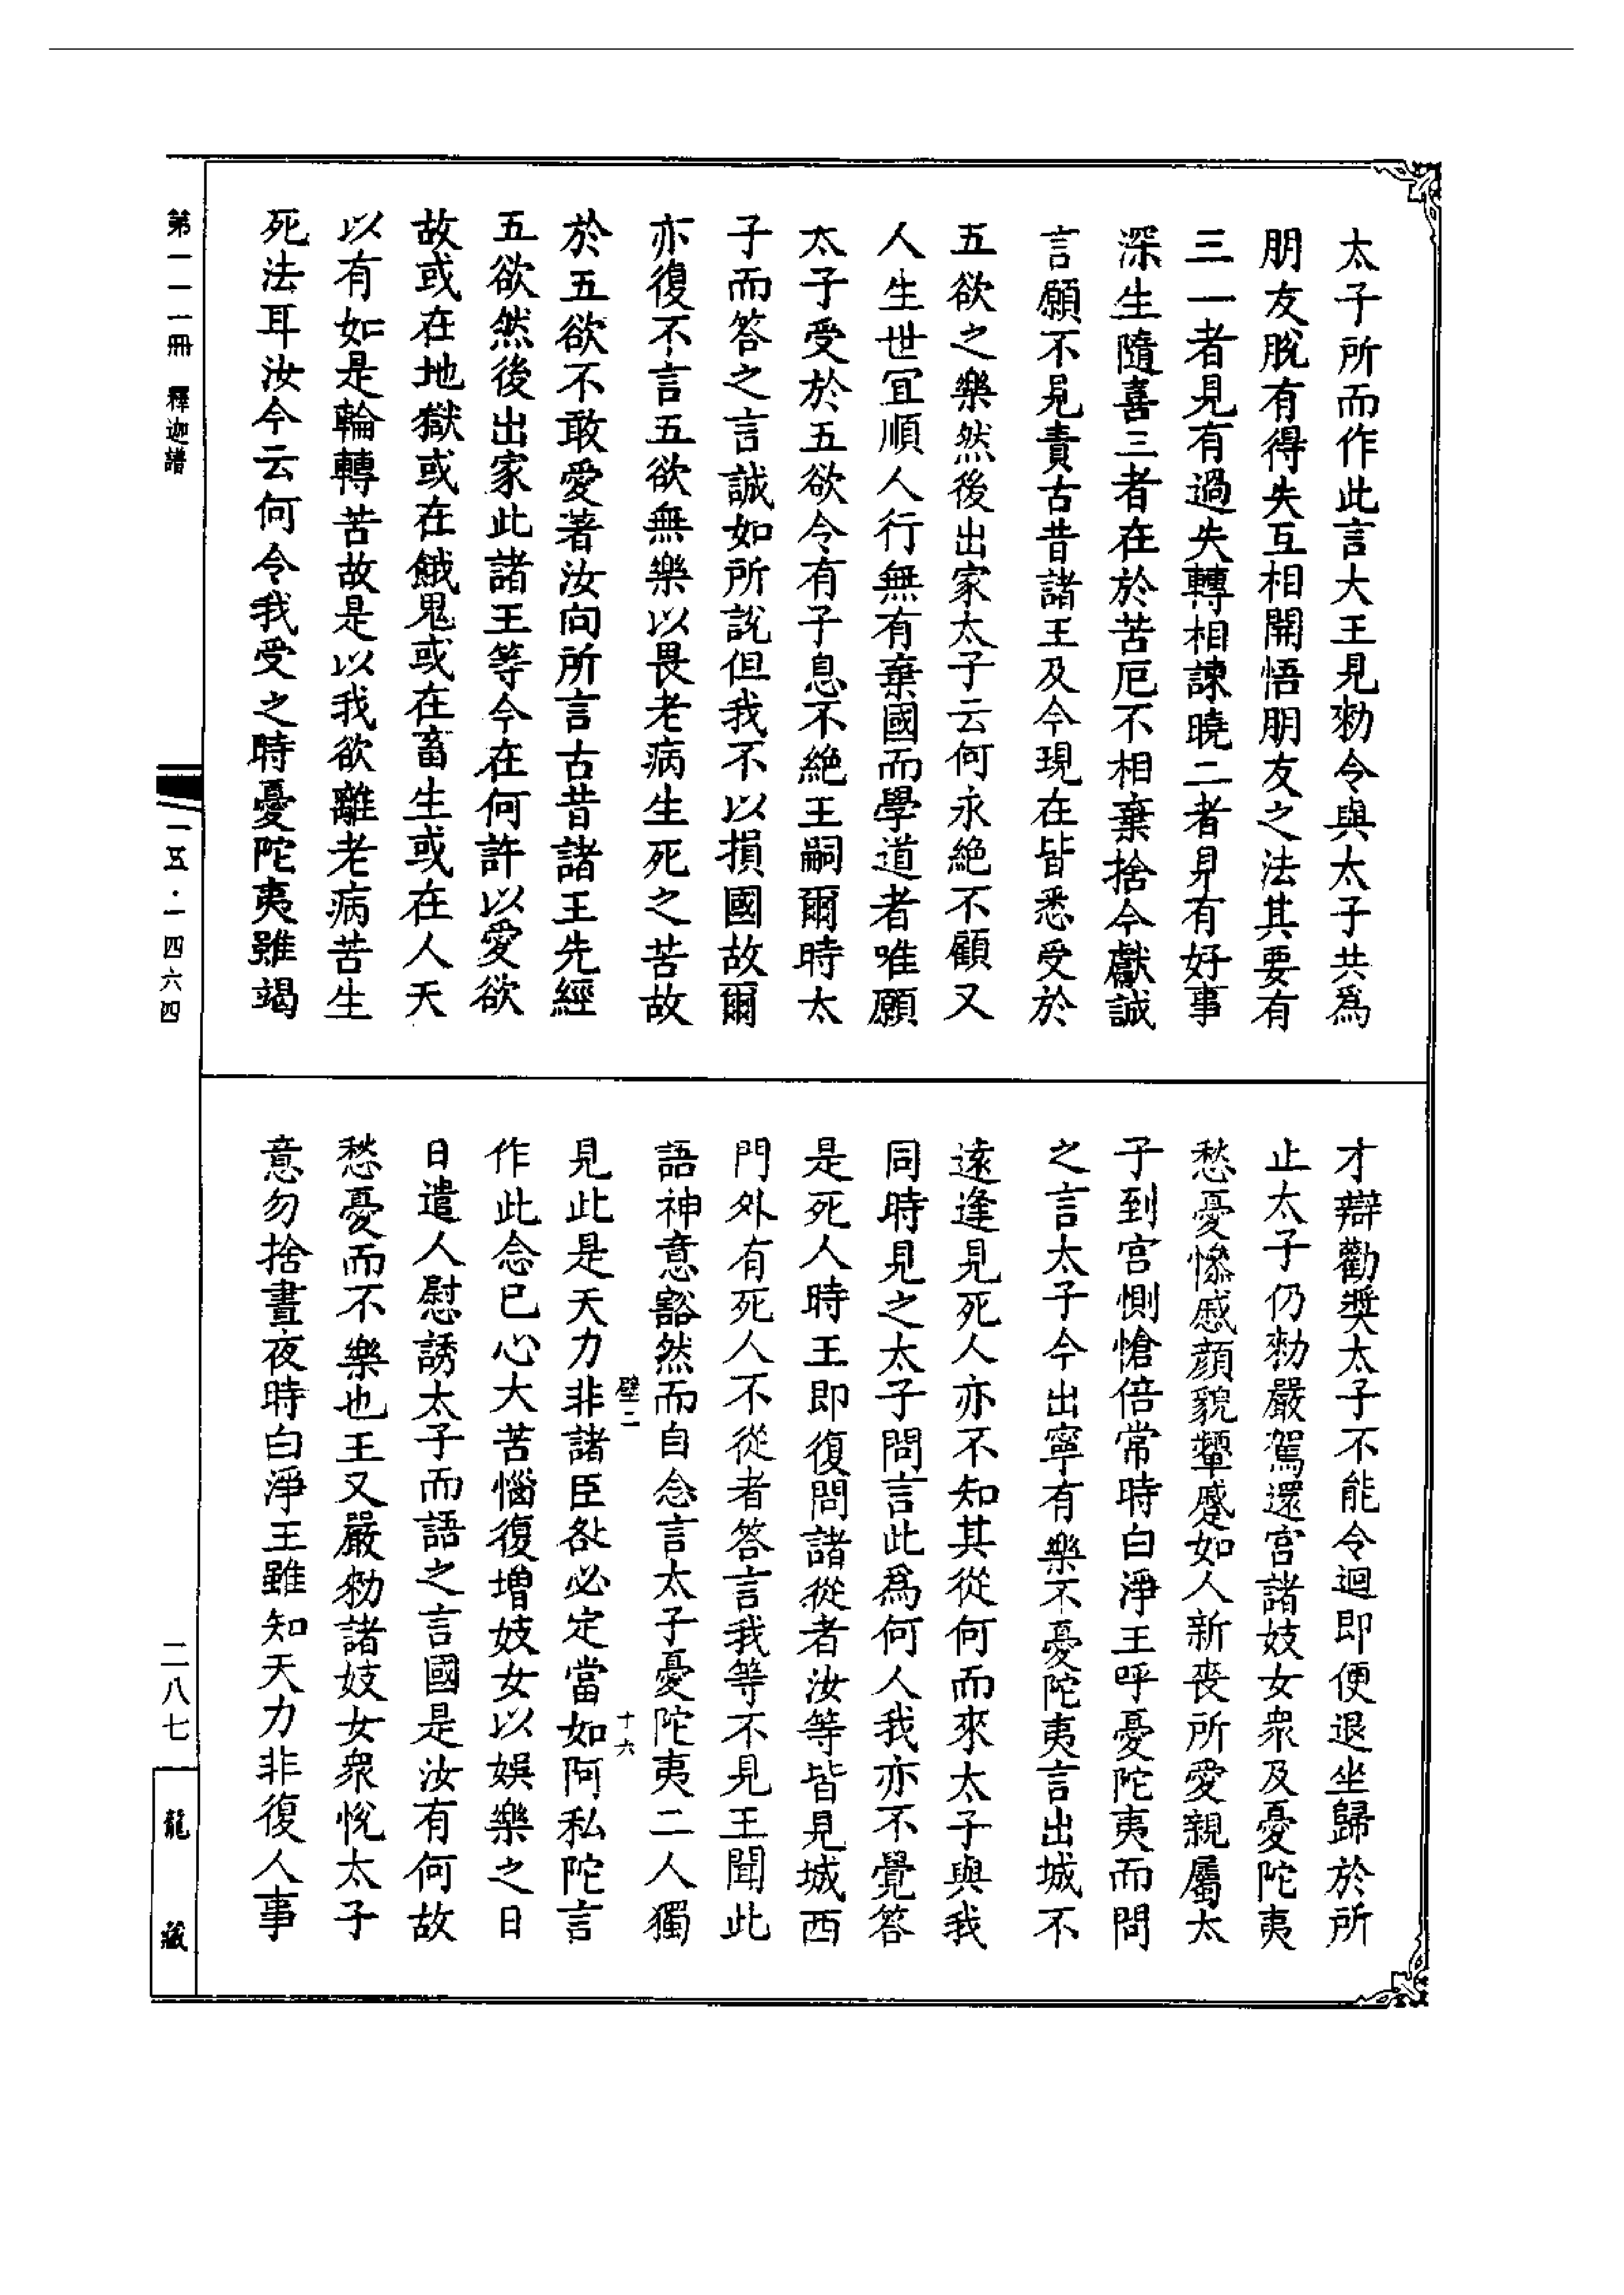 太子所而作此言大王見勑令與太子共爲
朋友脫有得失互相開悟朋友之法其要有
三一者見有過失轉相諫曉二者見有好事
深生隨喜三者在於苦厄不相棄捨今獻誠
言願不見責古昔諸王及今現在皆悉受於
五欲之樂然後出家太子云何永絕不顧又
人生世宜順人行無有棄國而學道者唯願
太子受於五欲令有子息不絕王嗣爾時太
子而答之言誠如所說但我不以損國故爾
亦復不言五欲無樂以畏老病生死之苦故
於五欲不敢愛著汝向所言古昔諸王先經
五欲然後出家此諸王等今在何許以愛欲
故或在地獄或在餓鬼或在畜生或在人天
以有如是輪轉苦故是以我欲離老病苦生
死法耳汝今云何令我受之時憂陀夷雖竭
才辯勸奬太子不能令迴即便退坐歸於所
止太子仍勑嚴駕還宮諸妓女衆及憂陀夷
愁憂慘慼顏貌顰蹙如人新喪所愛親屬太
子到宮惻愴倍常時白淨王呼憂陀夷而問
之言太子今出寧有樂不憂陀夷言出城不
遠逢見死人亦不知其從何而來太子與我
同時見之太子問言此爲何人我亦不覺答
是死人時王即復問諸從者汝等皆見城西
門外有死人不從者答言我等不見王聞此
語神意豁然而自念言太子憂陀夷二人獨
壁二 十六
見此是天力非諸臣咎必定當如阿私陀言
作此念已心大苦惱復增妓女以娛樂之日
日遣人慰誘太子而語之言國是汝有何故
愁憂而不樂也王又嚴勑諸妓女衆悅太子
意勿捨晝夜時白淨王雖知天力非復人事
第一一一冊 釋迦譜
一五·一四六四
二八七
龍藏